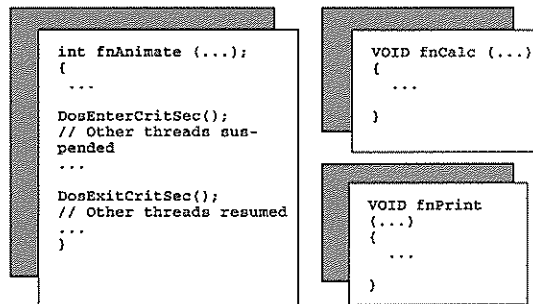 int fnAnimate (...);
{
...
DosEnterCritSec();
// Other threads sus-
pended
...
DosExitCritSec();
// Other threads resumed
...
}
VOID fnCalc (...)
{
...
}
VOID fnPrint
(...)
{
...
}